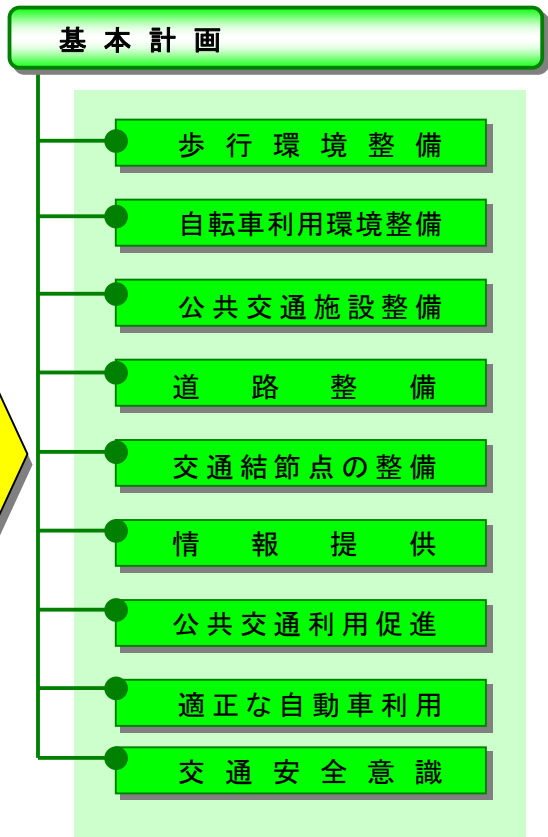 基本計画
歩行環境整備
自転車利用環境整備
公共交通施設整備
道路整備
交通結節点の整備
情報提供
公共交通利用促進
適正な自動車利用
交通安全意識